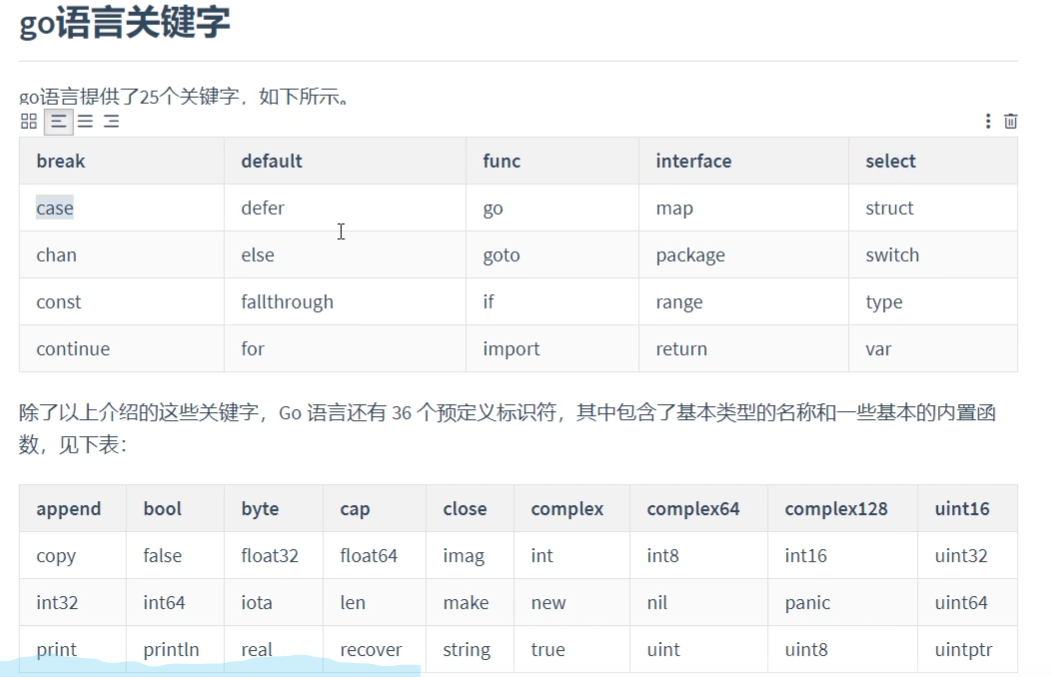 go语言关键字
go语言提供了25个关键字，如下所示。
break default func interface select
case defer go map struct
chan else goto package switch
const fallthrough if range type
continue for import return var
除了以上介绍的这些关键字，Go 语言还有 36 个预定义标识符，其中包含了基本类型的名称和一些基本的内置函
数，见下表：
append bool byte cap close complex complex64 complex128 uint16
copy false float32 float64 imag int int8 int16 uint32
int32 int64 iota len make new nil panic uint64
print println real recover string true uint uint8 uintptr